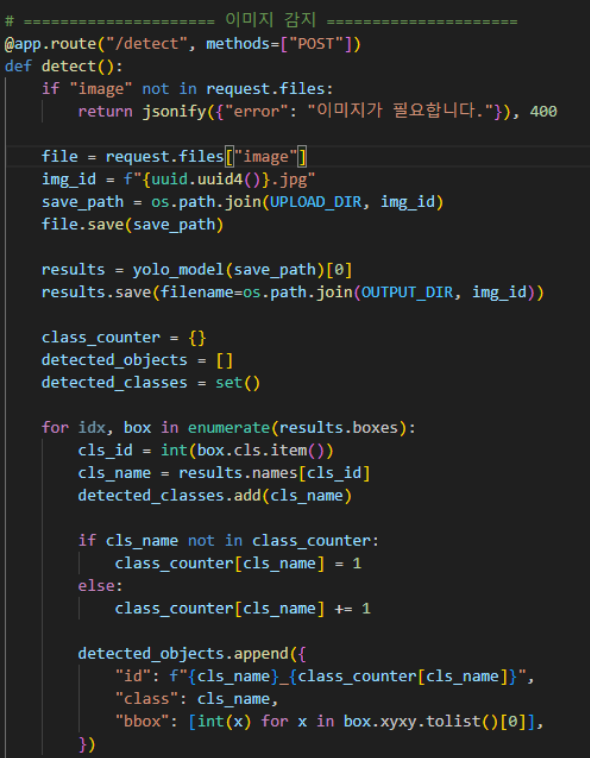 # ===================== 이미지 감지 =====================
@app.route("/detect", methods=["POST"])
def detect():
    if "image" not in request.files:
        return jsonify({"error": "이미지가 필요합니다."}), 400

    file = request.files["image"]
    img_id = f"{uuid.uuid4()}.jpg"
    save_path = os.path.join(UPLOAD_DIR, img_id)
    file.save(save_path)

    results = yolo_model(save_path)[0]
    results.save(filename=os.path.join(OUTPUT_DIR, img_id))

    class_counter = {}
    detected_objects = []
    detected_classes = set()

    for idx, box in enumerate(results.boxes):
        cls_id = int(box.cls.item())
        cls_name = results.names[cls_id]
        detected_classes.add(cls_name)

        if cls_name not in class_counter:
            class_counter[cls_name] = 1
        else:
            class_counter[cls_name] += 1

        detected_objects.append({
            "id": f"{cls_name}_{class_counter[cls_name]}",
            "class": cls_name,
            "bbox": [int(x) for x in box.xyxy.tolist()[0]],
        })